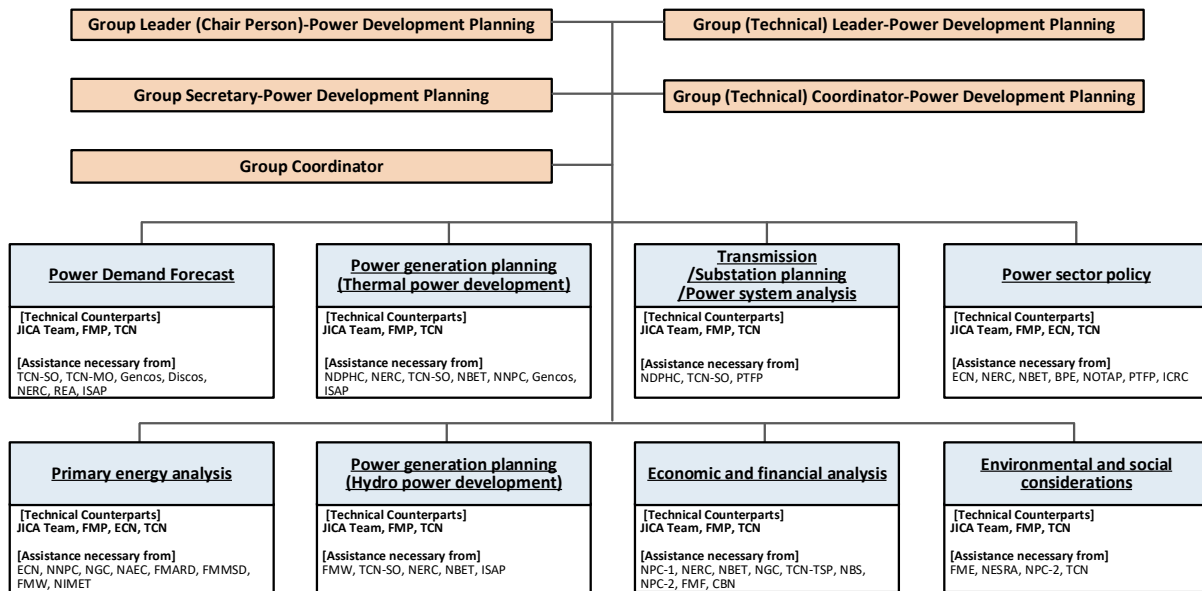 Group Leader (Chair Person)-Power Development Planning
Group (Technical) Leader-Power Development Planning
Group Secretary-Power Development Planning
Group (Technical) Coordinator-Power Development Planning
Group Coordinator
Power Demand Forecast
[Technical Counterparts]
JICA Team, FMP, TCN
[Assistance necessary from]
TCN-SO, TCN-MO, Gencos, Discos,
NERC, REA, ISAP
Power generation planning
(Thermal power development)
[Technical Counterparts]
JICA Team, FMP, TCN
[Assistance necessary from]
NDPHC, NERC, TCN-SO, NBET, NNPC, Gencos,
ISAP
Transmission
/Substation planning
/Power system analysis
[Technical Counterparts]
JICA Team, FMP, TCN
[Assistance necessary from]
NDPHC, TCN-SO, PTFP
Power sector policy
[Technical Counterparts]
JICA Team, FMP, ECN, TCN
[Assistance necessary from]
ECN, NERC, NBET, BPE, NOTAP, PTFP, ICRC
Primary energy analysis
[Technical Counterparts]
JICA Team, FMP, ECN, TCN
[Assistance necessary from]
ECN, NNPC, NGC, NAEC, FMARD, FMMSD,
FMW, NIMET
Power generation planning
(Hydro power development)
[Technical Counterparts]
JICA Team, FMP, TCN
[Assistance necessary from]
FMW, TCN-SO, NERC, NBET, ISAP
Economic and financial analysis
[Technical Counterparts]
JICA Team, FMP, TCN
[Assistance necessary from]
NPC-1, NERC, NBET, NGC, TCN-TSP, NBS,
NPC-2, FMF, CBN
Environmental and social
considerations
[Technical Counterparts]
JICA Team, FMP, TCN
[Assistance necessary from]
FME, NESRA, NPC-2, TCN